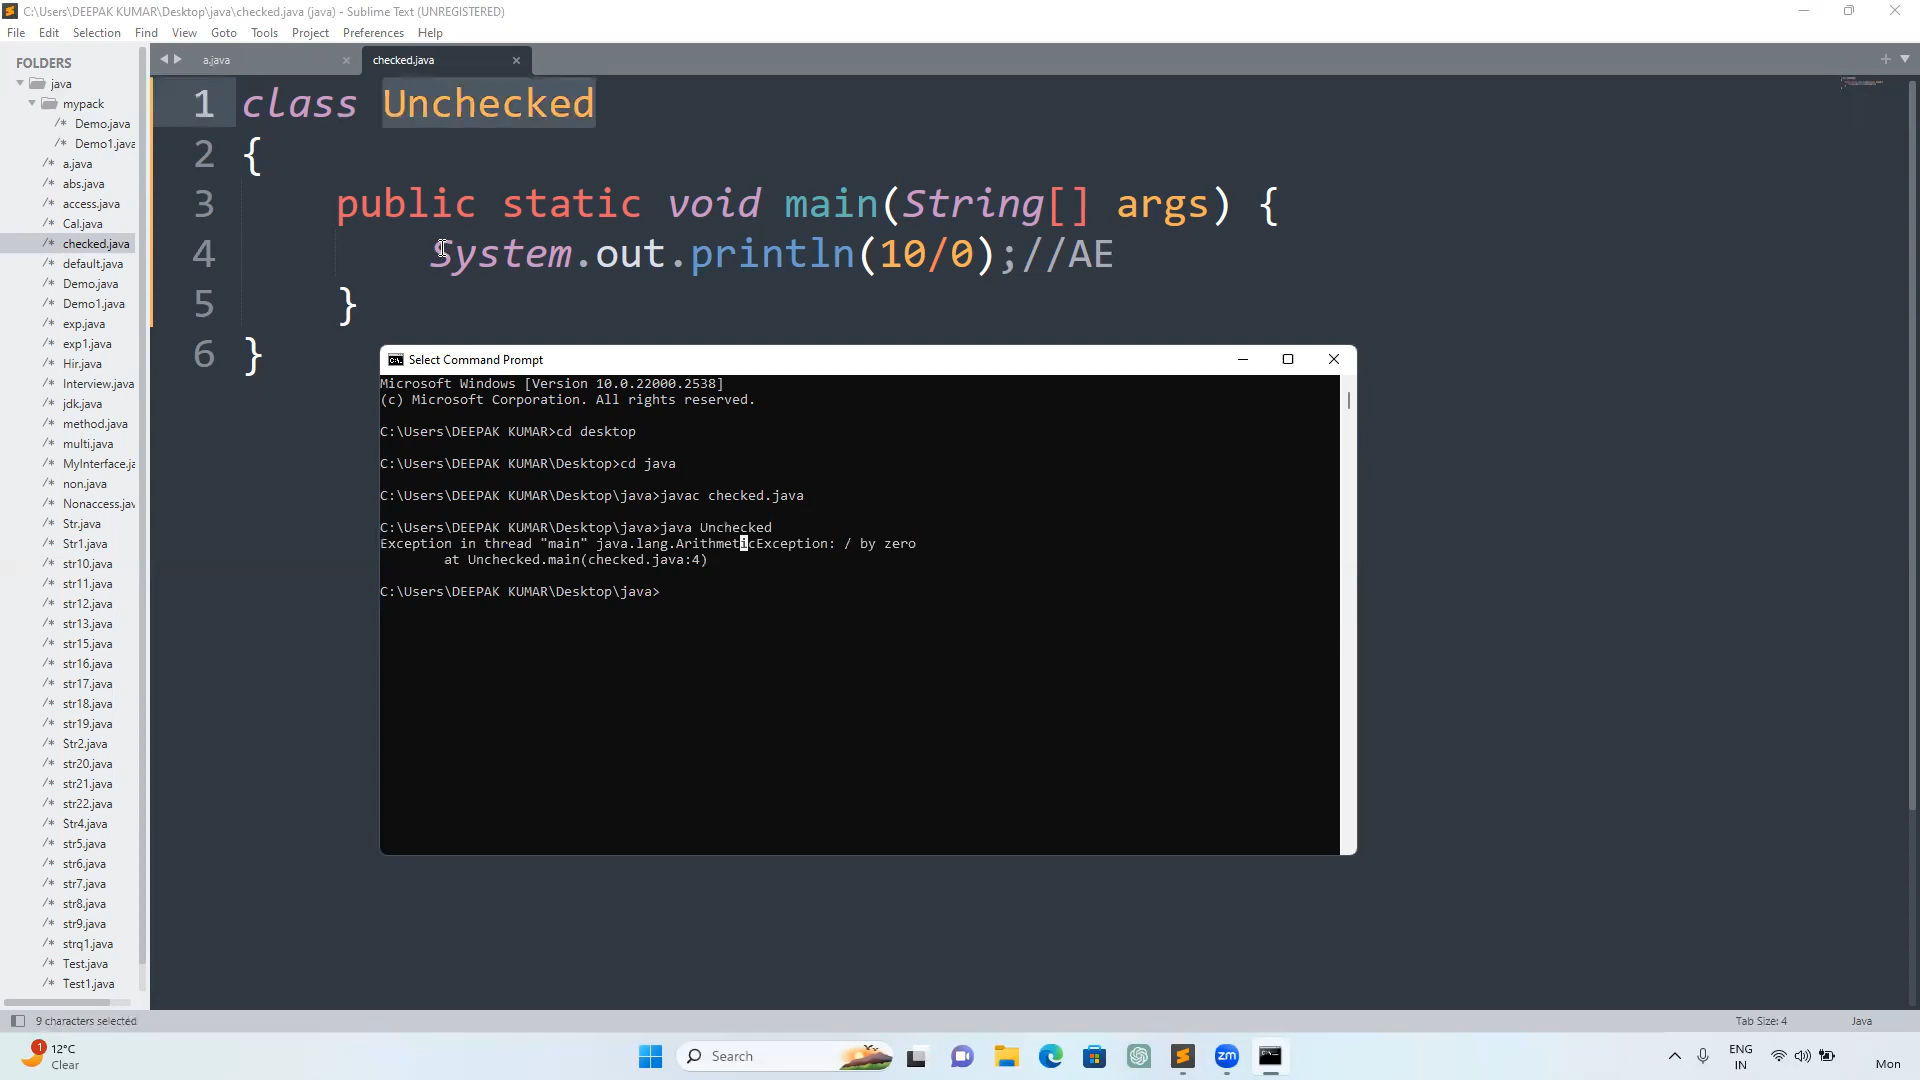 C:\Users\DEEPAK KUMAR\Desktop\java\checked.java (java) - Sublime Text (UNREGISTERED)
File Edit Selection Find View Goto Tools Project Preferences Help
FOLDERS
java
mypack
Demo.java
Demo1.java
a.java
abs.java
access.java
Cal.java
checked.java
default.java
Demo.java
Demo1.java
exp.java
exp1.java
Hir.java
Interview.java
jdk.java
method.java
multi.java
MyInterface.ja
non.java
Nonaccess.jav
Str.java
Str1.java
str10.java
str11.java
str12.java
str13.java
str15.java
str16.java
str17.java
str18.java
str19.java
Str2.java
str20.java
str21.java
str22.java
Str4.java
str5.java
str6.java
str7.java
str8.java
str9.java
strq1.java
Test.java
Test1.java
a.java
checked.java
1 class Unchecked
2 {
3 public static void main(String[] args) {
4 System.out.println(10/0);//AE
5 }
6 }
Select Command Prompt
Microsoft Windows [Version 10.0.22000.2538]
(c) Microsoft Corporation. All rights reserved.
C:\Users\DEEPAK KUMAR>cd desktop
C:\Users\DEEPAK KUMAR\Desktop>cd java
C:\Users\DEEPAK KUMAR\Desktop\java>javac checked.java
C:\Users\DEEPAK KUMAR\Desktop\java>java Unchecked
Exception in thread "main" java.lang.ArithmeticException: / by zero
at Unchecked.main(checked.java:4)
C:\Users\DEEPAK KUMAR\Desktop\java>
9 characters selected
Tab Size: 4
Java
1
12°C
Clear
Search
zm
ENG
IN
Mon